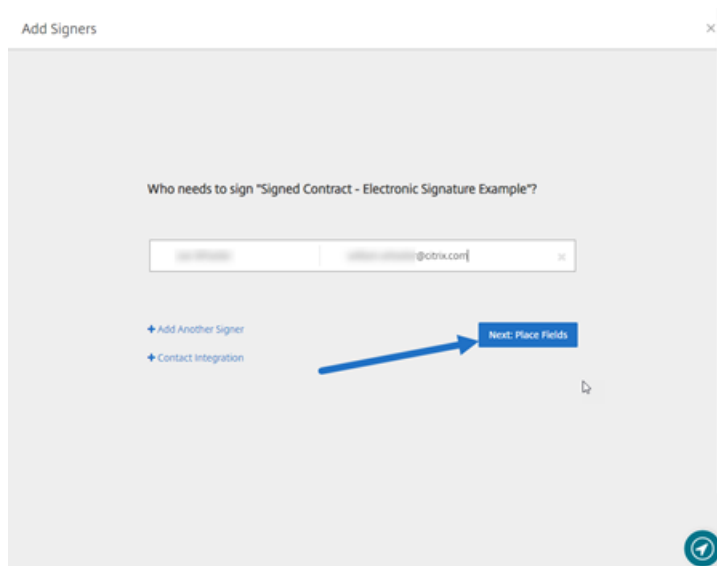 Add Signers
Who needs to sign "Signed Contract - Electronic Signature Example"?
@citrix.com
+ Add Another Signer
Next: Place Fields
+ Contact Integration